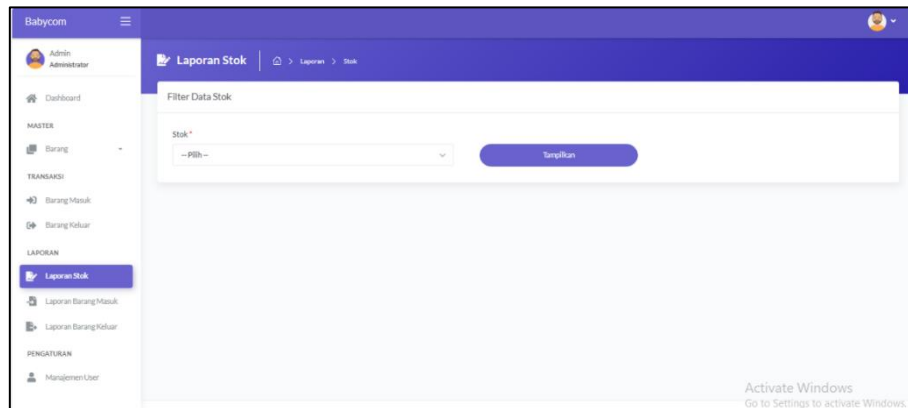 Babycom
Admin
Administrator
Laporan Stok
> Laporan > Stok
Dashboard
Filter Data Stok
MASTER
Stok *
Barang
-- Pilih --
Tampilkan
TRANSAKSI
Barang Masuk
Barang Keluar
LAPORAN
Laporan Stok
Laporan Barang Masuk
Laporan Barang Keluar
PENGATURAN
Manajemen User
Activate Windows
Go to Settings to activate Windows.